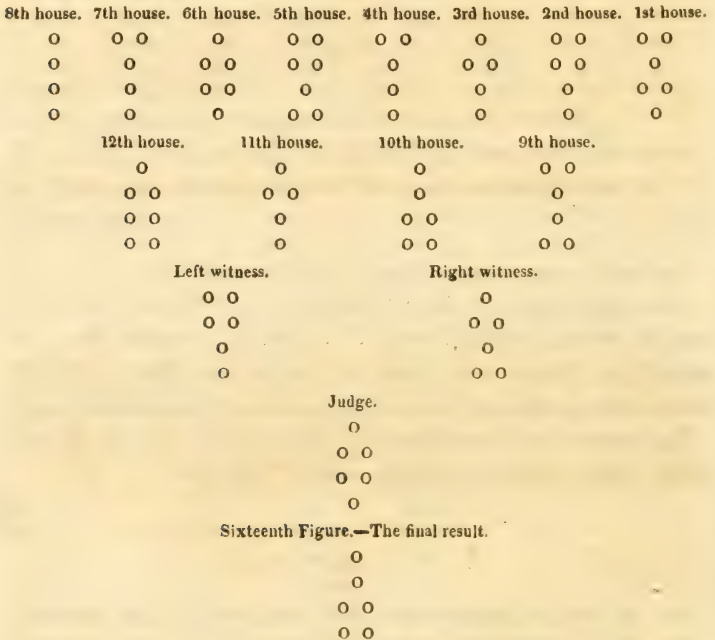 8th house. 7th house. 6th house. 5th house. 4th house. 3rd house. 2nd house. 1st house.
O O O O O O O O O O O O O
O O O O O O O O O O O
O O O O O O O O O O
O O O O O O O O O
12th house. 11th house. 10th house. 9th house.
O O O O O
O O O O O O
O O O O O O
O O O O O O O
Left witness. Right witness.
O O O
O O O O
O O
O O O
Judge.
O
O O
O O
O
Sixteenth Figure.—The final result.
O
O
O O
O O